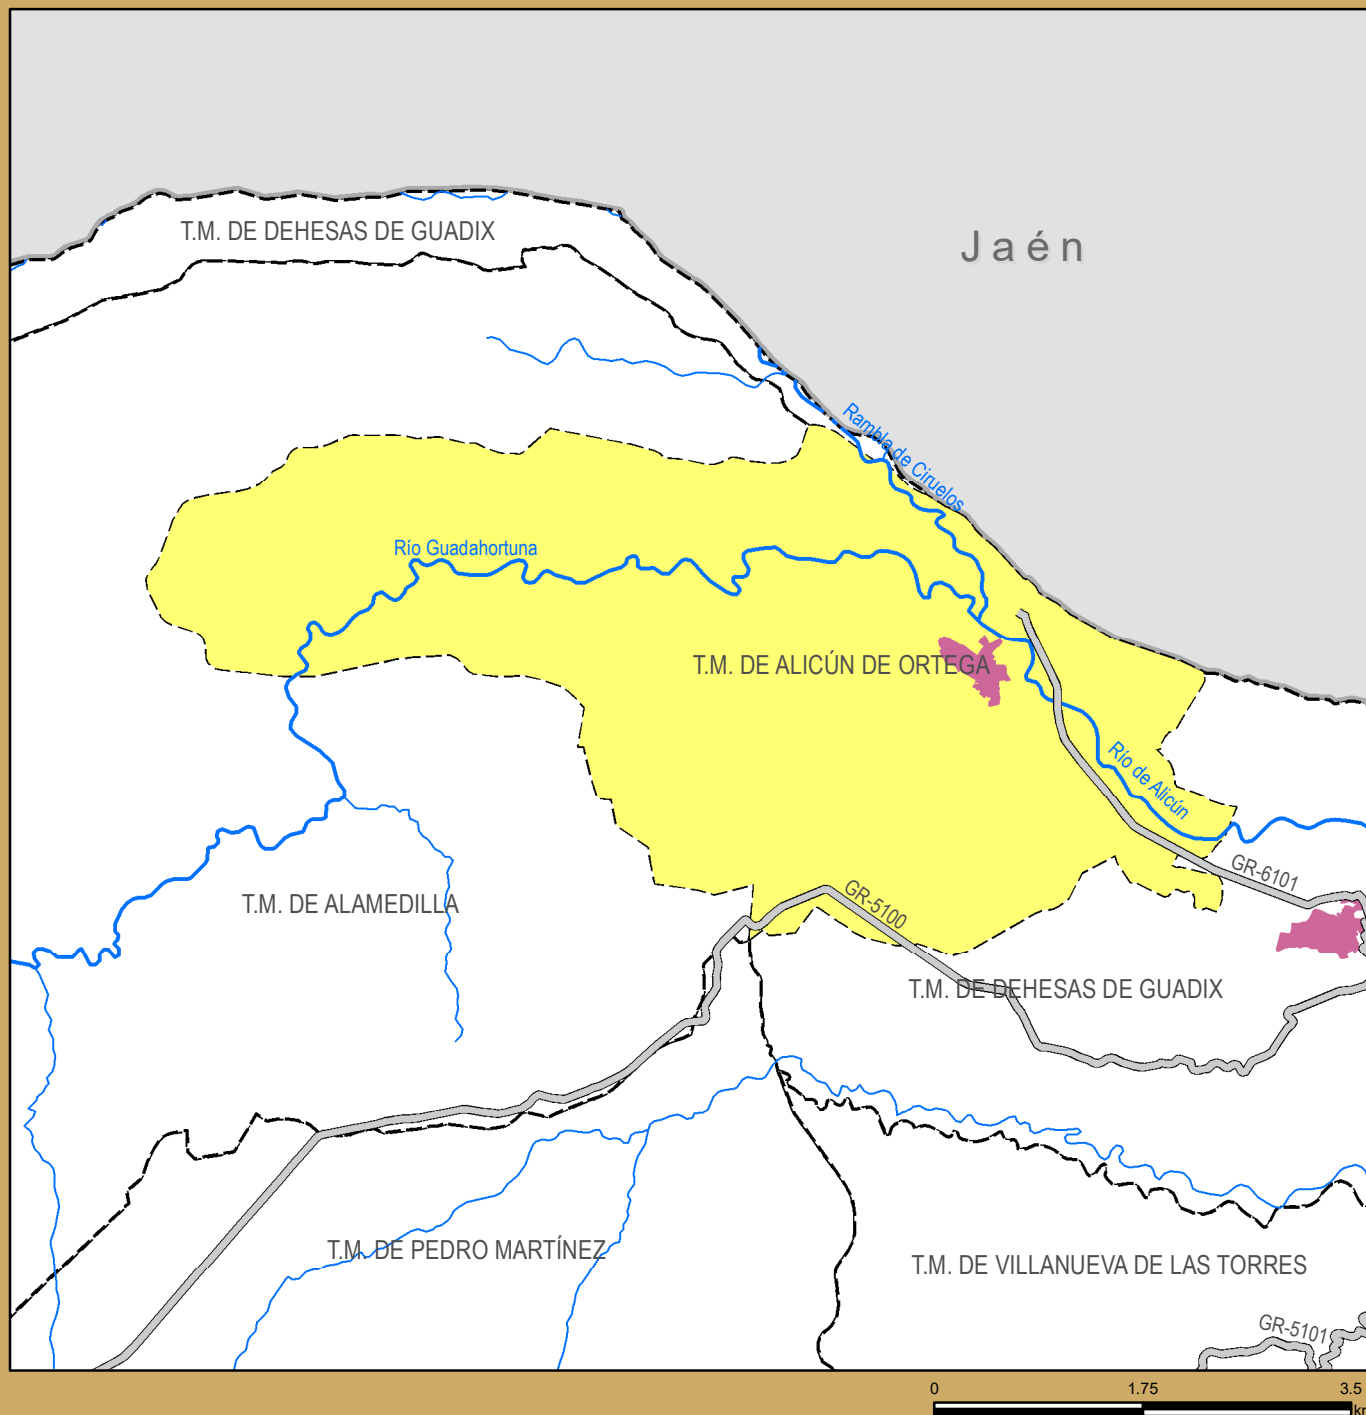 T.M. DE DEHESAS DE GUADIX
Jaén
Rambla de Ciruelos
Río Guadahortuna
T.M. DE ALICÚN DE ORTEGA
Río de Alicún
GR-6101
GR-5100
T.M. DE ALAMEDILLA
T.M. DE DEHESAS DE GUADIX
T.M. DE PEDRO MARTÍNEZ
T.M. DE VILLANUEVA DE LAS TORRES
GR-5101
0 1.75 3.5
km